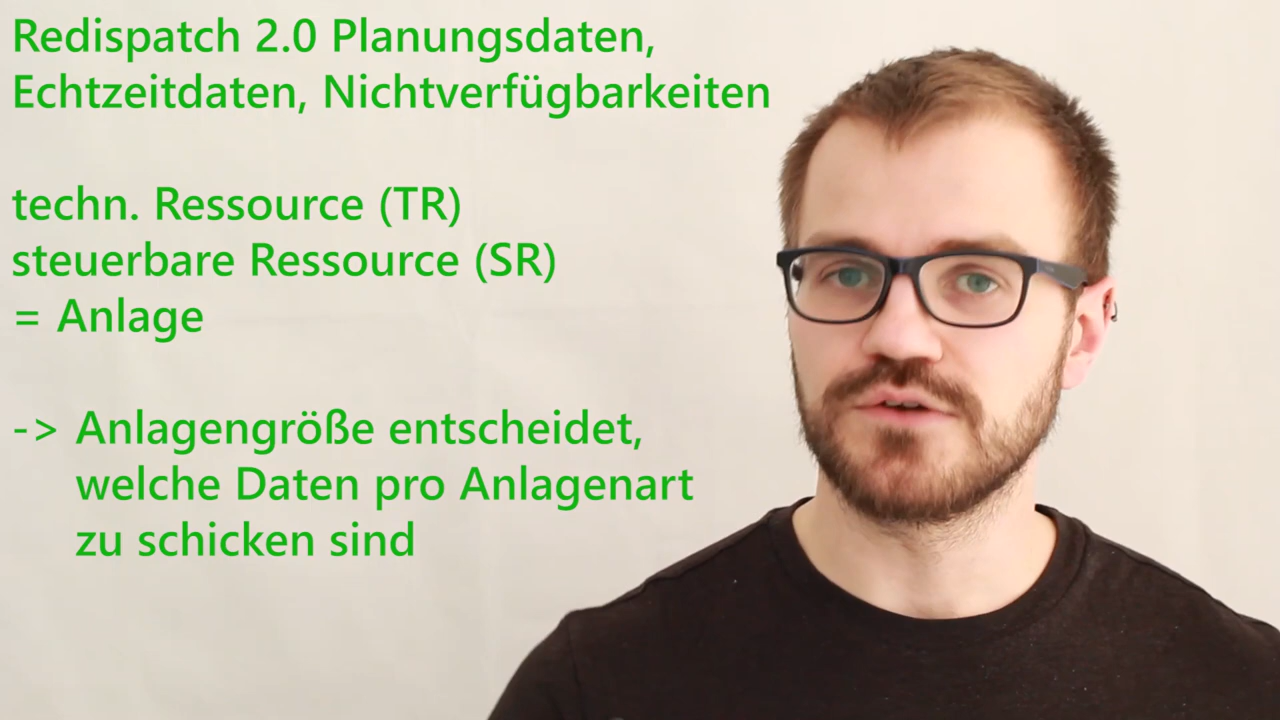 Redispatch 2.0 Planungsdaten,
Echtzeitdaten, Nichtverfügbarkeiten
techn. Ressource (TR)
steuerbare Ressource (SR)
= Anlage
-> Anlagengröße entscheidet,
welche Daten pro Anlagenart
zu schicken sind